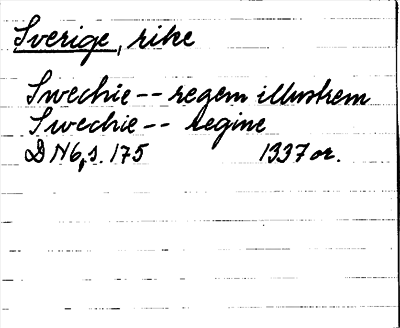 Sverige, rike
Swechie -- regem illustrem
Swechie -- regine
DN6, s. 175 1337 or.